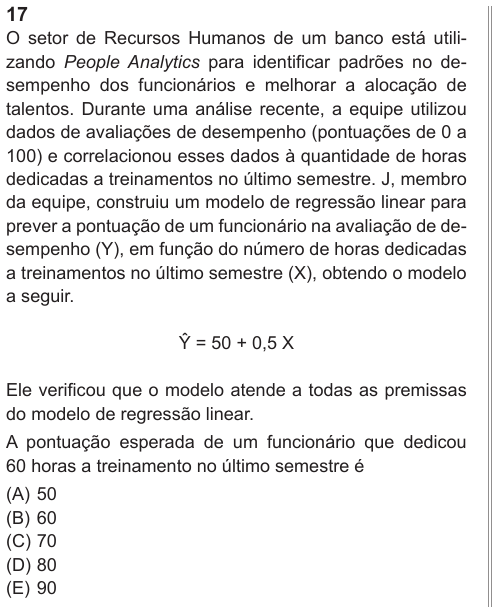 17
O setor de Recursos Humanos de um banco está utili-
zando People Analytics para identificar padrões no de-
sempenho dos funcionários e melhorar a alocação de
talentos. Durante uma análise recente, a equipe utilizou
dados de avaliações de desempenho (pontuações de 0 a
100) e correlacionou esses dados à quantidade de horas
dedicadas a treinamentos no último semestre. J, membro
da equipe, construiu um modelo de regressão linear para
prever a pontuação de um funcionário na avaliação de de-
sempenho (Y), em função do número de horas dedicadas
a treinamentos no último semestre (X), obtendo o modelo
a seguir.
Ŷ = 50 + 0,5 X
Ele verificou que o modelo atende a todas as premissas
do modelo de regressão linear.
A pontuação esperada de um funcionário que dedicou
60 horas a treinamento no último semestre é
(A) 50
(B) 60
(C) 70
(D) 80
(E) 90